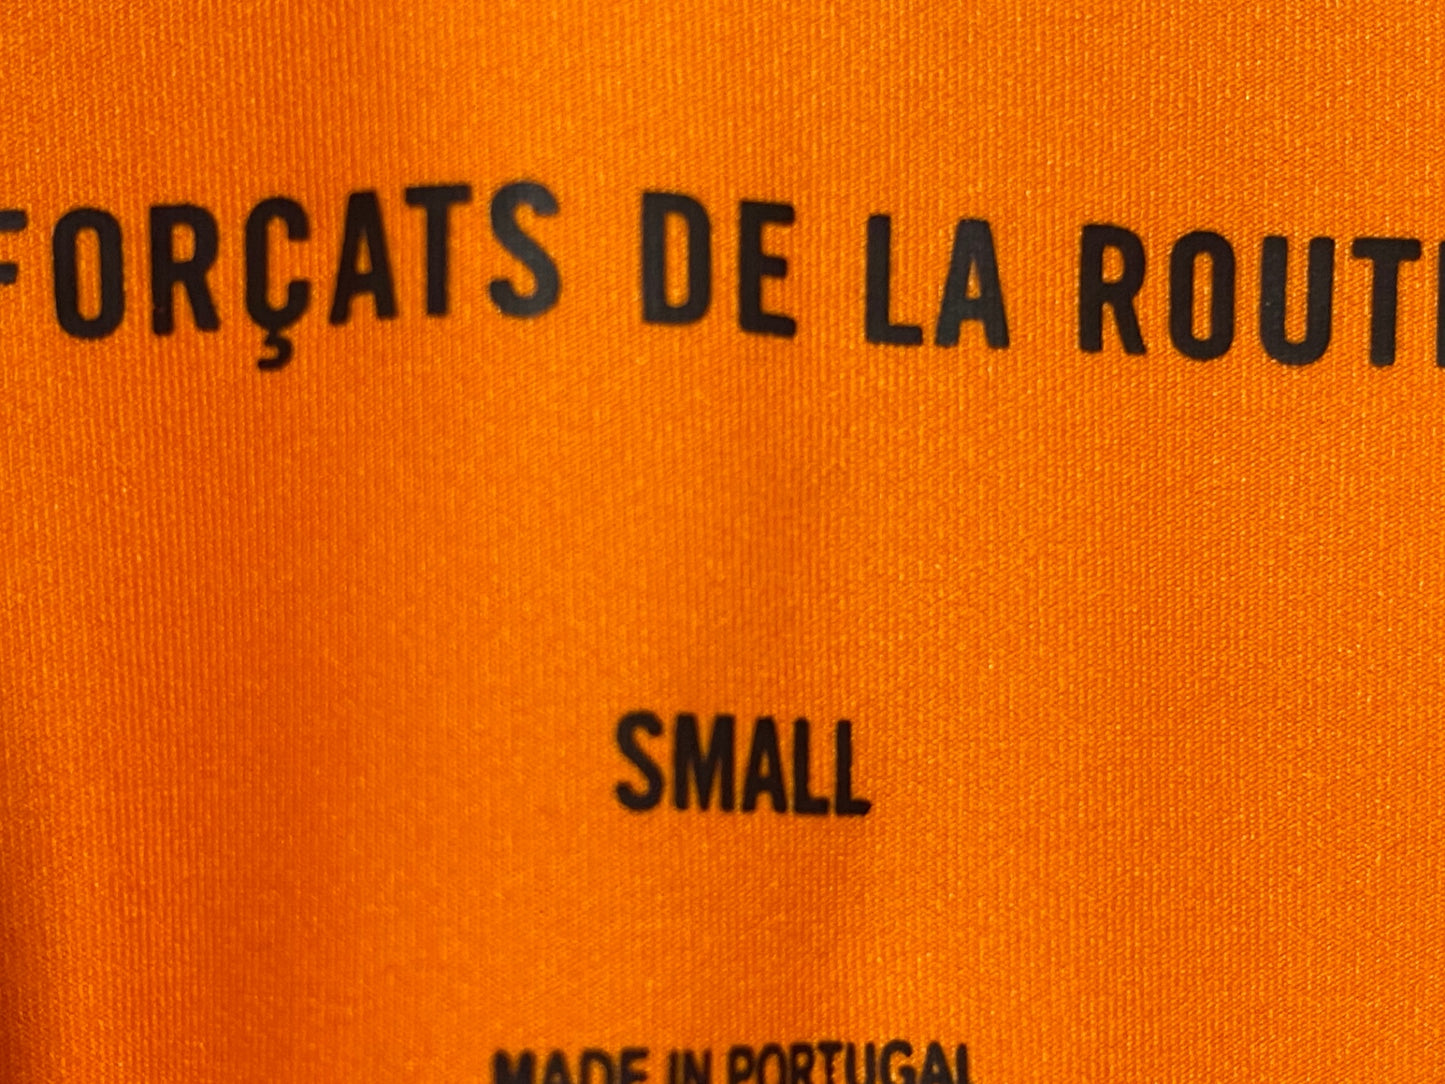 FORÇATS DE LA ROUTE
SMALL
MADE IN PORTUGAL